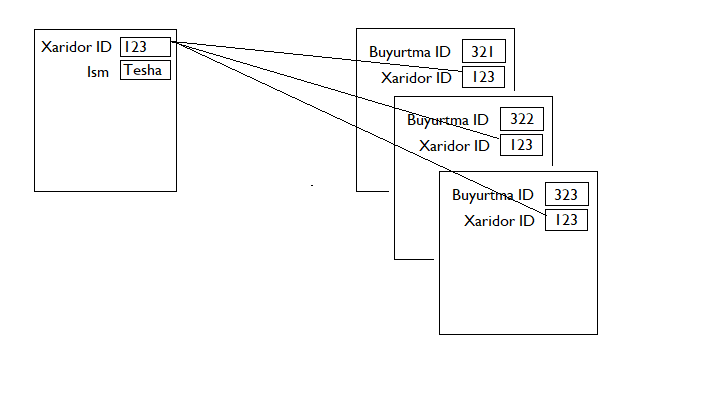 Xaridor ID 123
Ism Tesha
Buyurtma ID 321
Xaridor ID 123
Buyurtma ID 322
Xaridor ID 123
Buyurtma ID 323
Xaridor ID 123